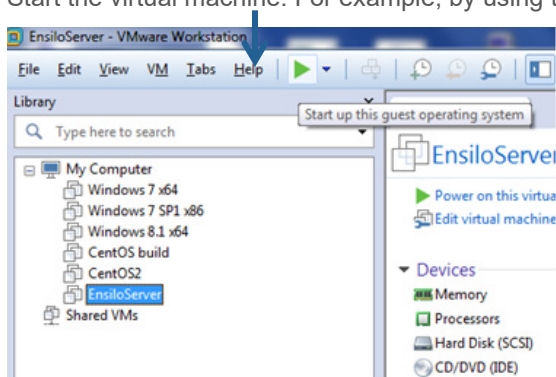 Start the virtual machine. For example, by using
EnsiloServer - VMware Workstation
File Edit View VM Tabs Help
Library
Start up this guest operating system
Type here to search
My Computer
Windows 7 x64
Windows 7 SP1 x86
Windows 8.1 x64
CentOS build
CentOS2
EnsiloServer
Shared VMs
EnsiloServer
Power on this virtua
Edit virtual machine
Devices
Memory
Processors
Hard Disk (SCSI)
CD/DVD (IDE)